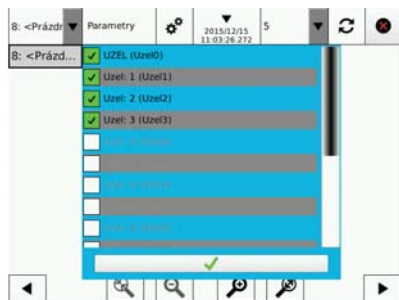 8: <Prázdr Parametry 2015/12/15 5
11:03:26.272
8: <Prázd...
UZEL (Uzel0)
Uzel: 1 (Uzel1)
Uzel: 2 (Uzel2)
Uzel: 3 (Uzel3)